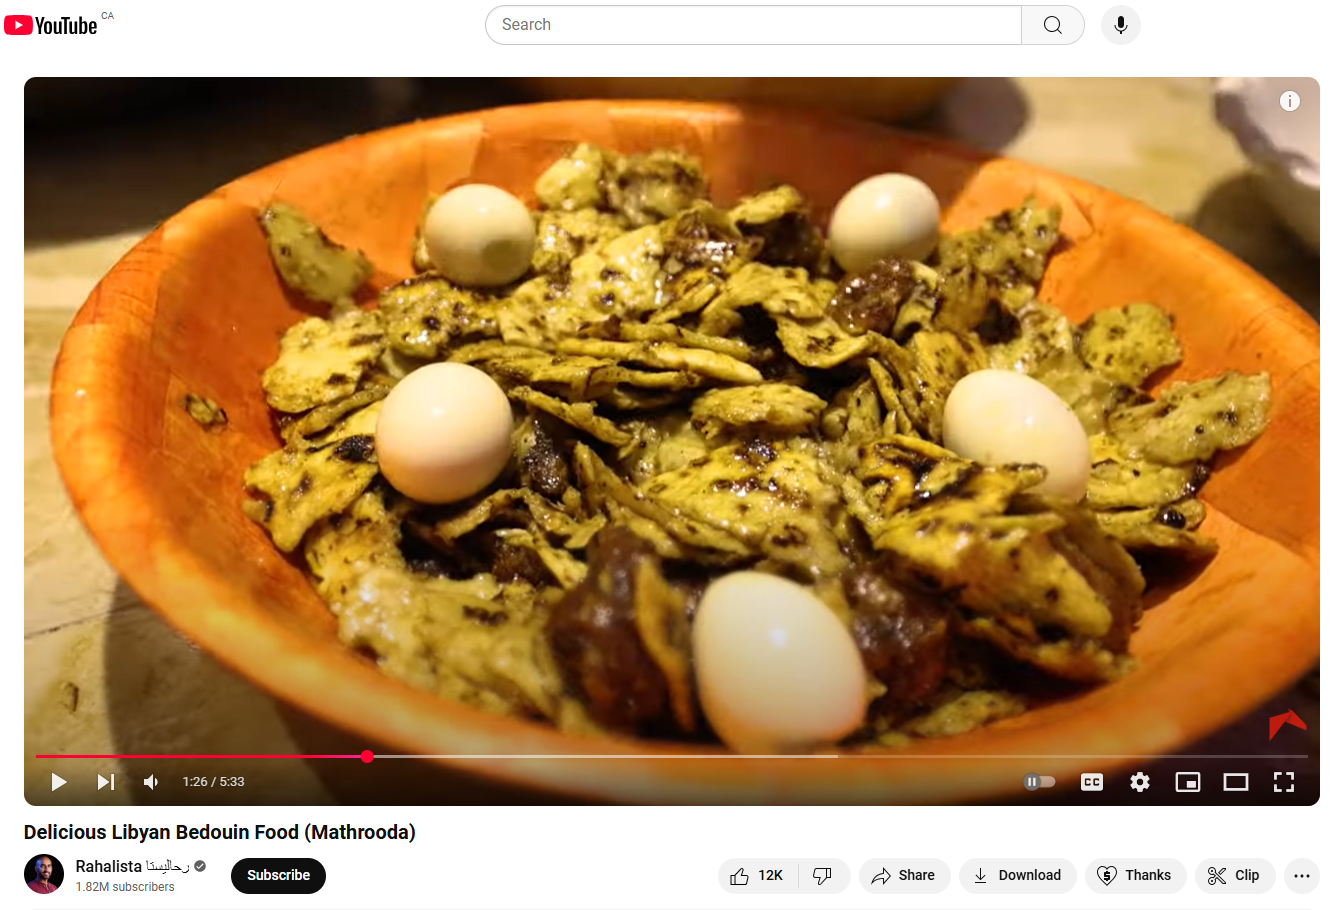 YouTube CA
Search
1:26 / 5:33
CC
Delicious Libyan Bedouin Food (Mathrooda)
Rahalista رحاليستا
1.82M subscribers
Subscribe
12K
Share
Download
Thanks
Clip